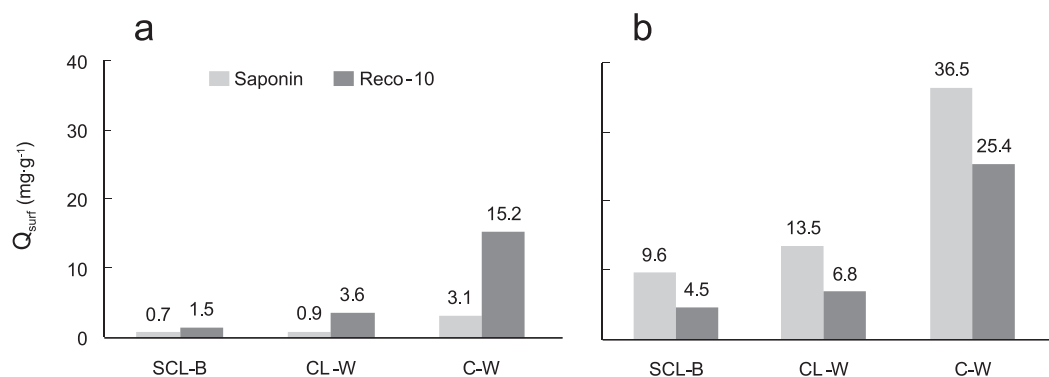 a
b
40
30
20
10
0
Q_surf (mg·g⁻¹)
Saponin
Reco-10
0.7
1.5
0.9
3.6
3.1
15.2
SCL-B
CL-W
C-W
9.6
4.5
13.5
6.8
36.5
25.4
SCL-B
CL-W
C-W